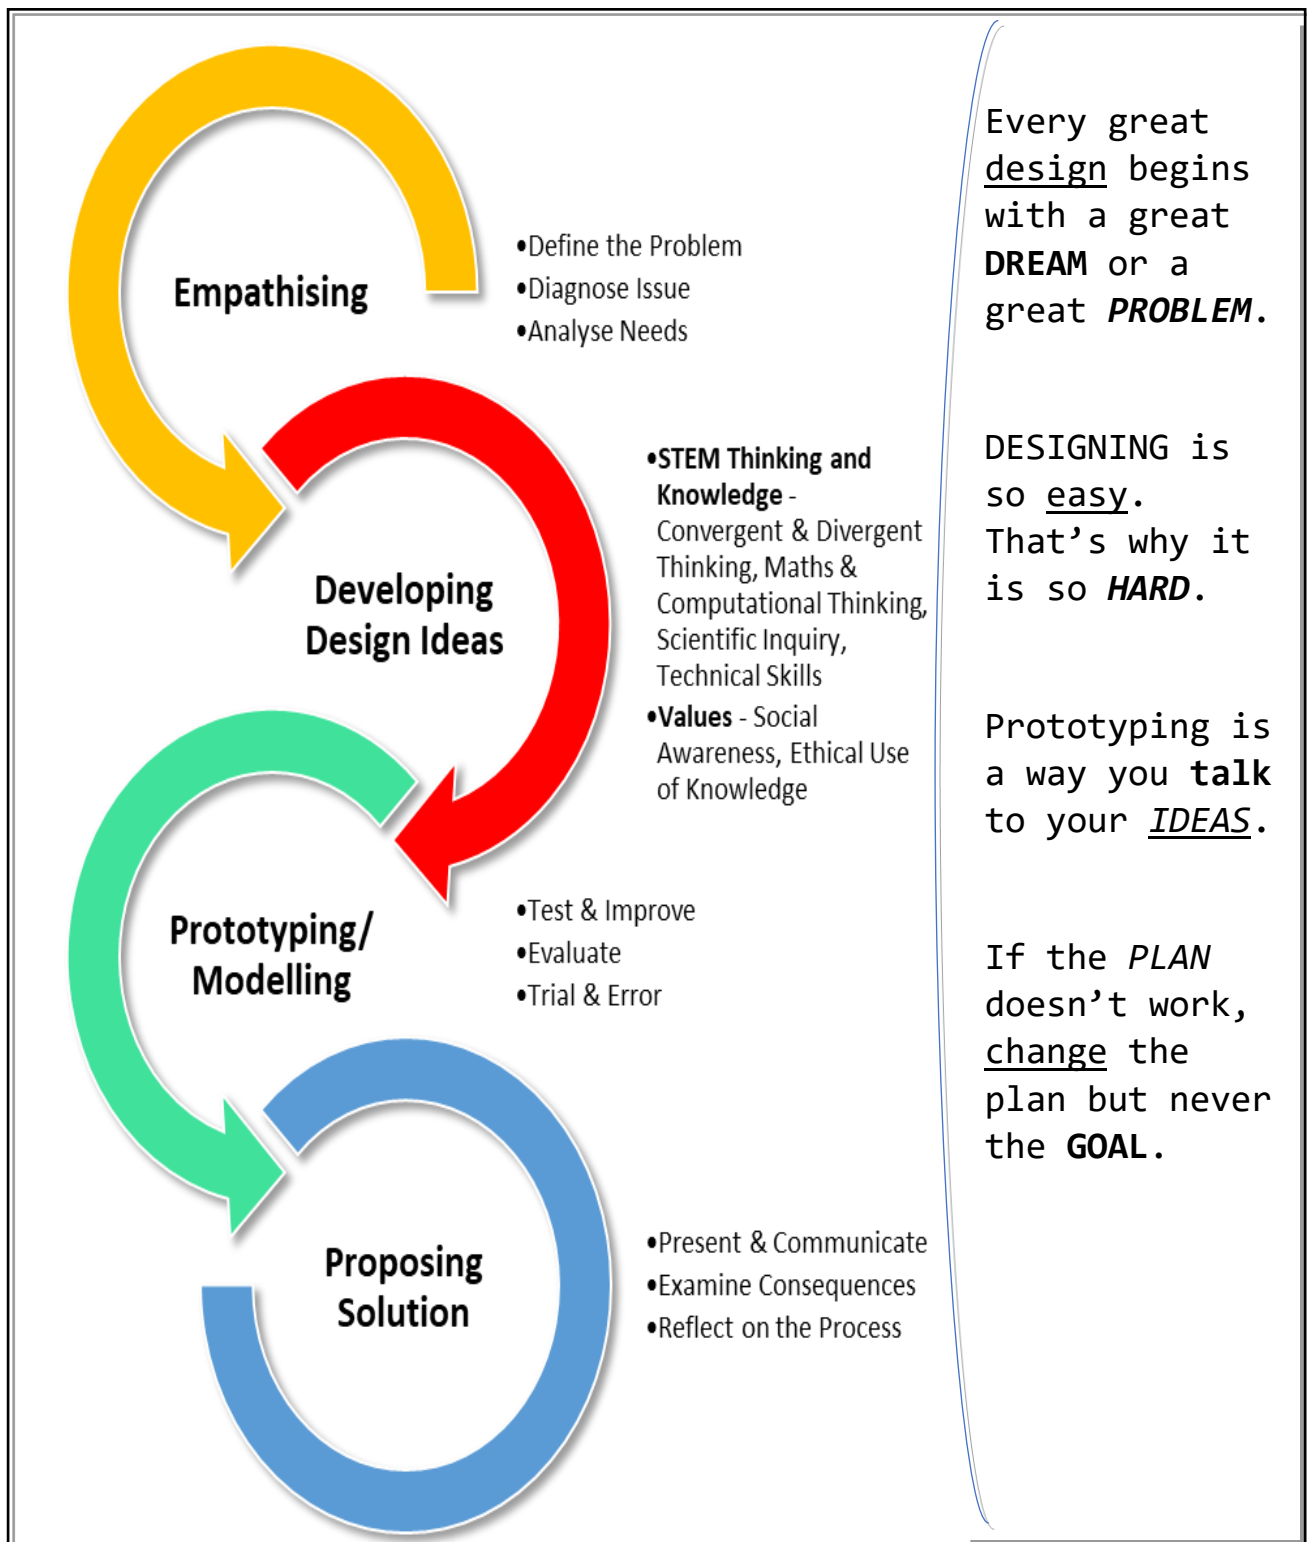 Empathising
•Define the Problem
•Diagnose Issue
•Analyse Needs
Developing
Design Ideas
•STEM Thinking and
Knowledge -
Convergent & Divergent
Thinking, Maths &
Computational Thinking,
Scientific Inquiry,
Technical Skills
•Values - Social
Awareness, Ethical Use
of Knowledge
Prototyping/
Modelling
•Test & Improve
•Evaluate
•Trial & Error
Proposing
Solution
•Present & Communicate
•Examine Consequences
•Reflect on the Process
Every great
design begins
with a great
DREAM or a
great PROBLEM.
DESIGNING is
so easy.
That’s why it
is so HARD.
Prototyping is
a way you talk
to your IDEAS.
If the PLAN
doesn’t work,
change the
plan but never
the GOAL.